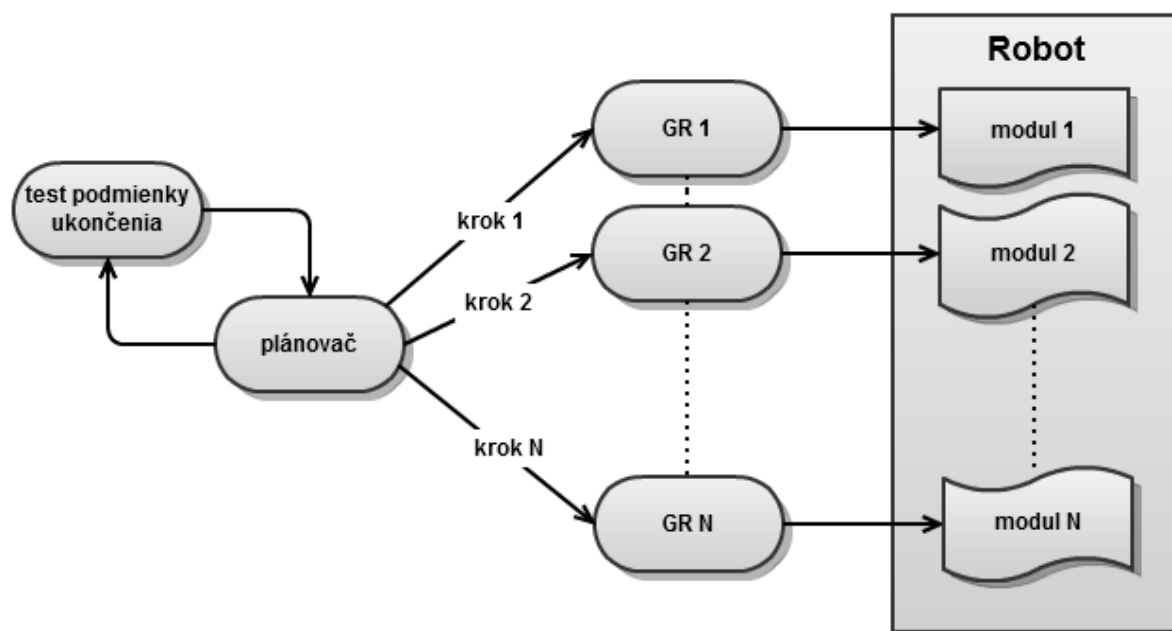 Robot
GR 1
modul 1
test podmienky
ukončenia
krok 1
GR 2
modul 2
krok 2
plánovač
krok N
GR N
modul N